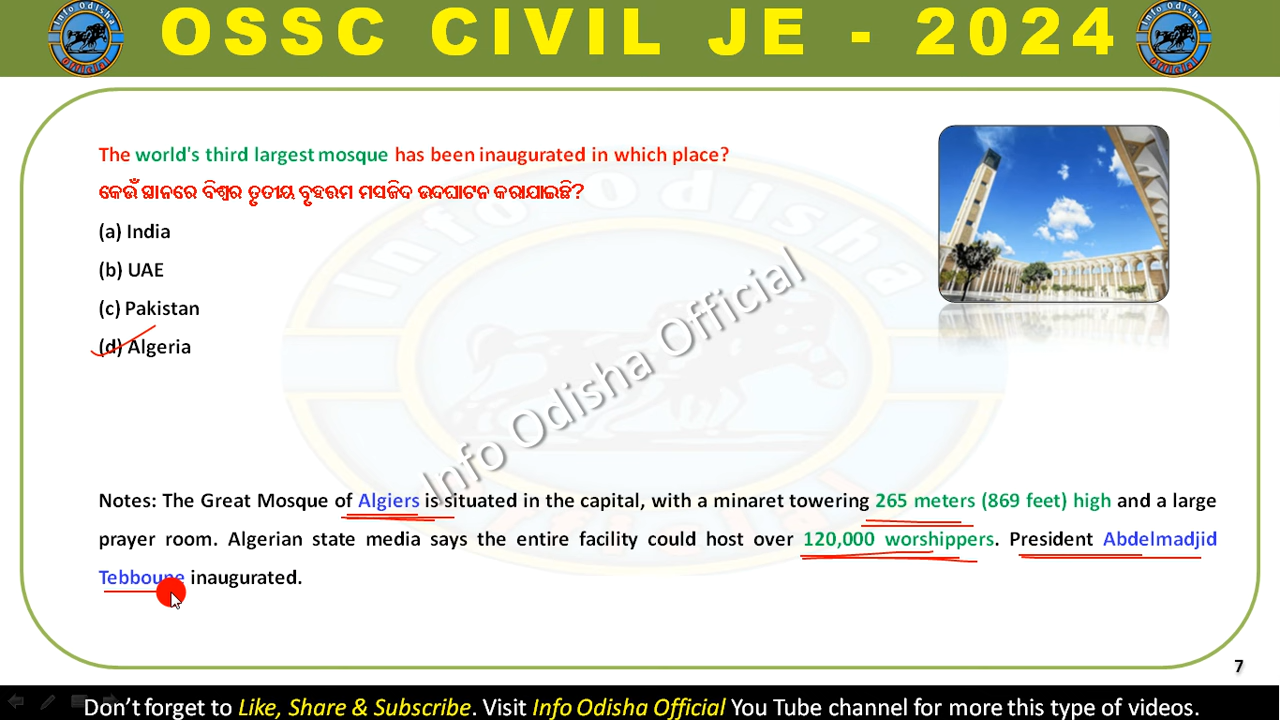 OSSC CIVIL JE - 2024
The world's third largest mosque has been inaugurated in which place?
କେଉଁ ସ୍ଥାନରେ ବିଶ୍ୱର ତୃତୀୟ ବୃହତ୍ତମ ମସଜିଦ ଉଦଘାଟନ କରାଯାଇଛି?
(a) India
(b) UAE
(c) Pakistan
(d) Algeria
Info Odisha Official
Notes: The Great Mosque of Algiers is situated in the capital, with a minaret towering 265 meters (869 feet) high and a large
prayer room. Algerian state media says the entire facility could host over 120,000 worshippers. President Abdelmadjid
Tebboune inaugurated.
7
Don't forget to Like, Share & Subscribe. Visit Info Odisha Official You Tube channel for more this type of videos.